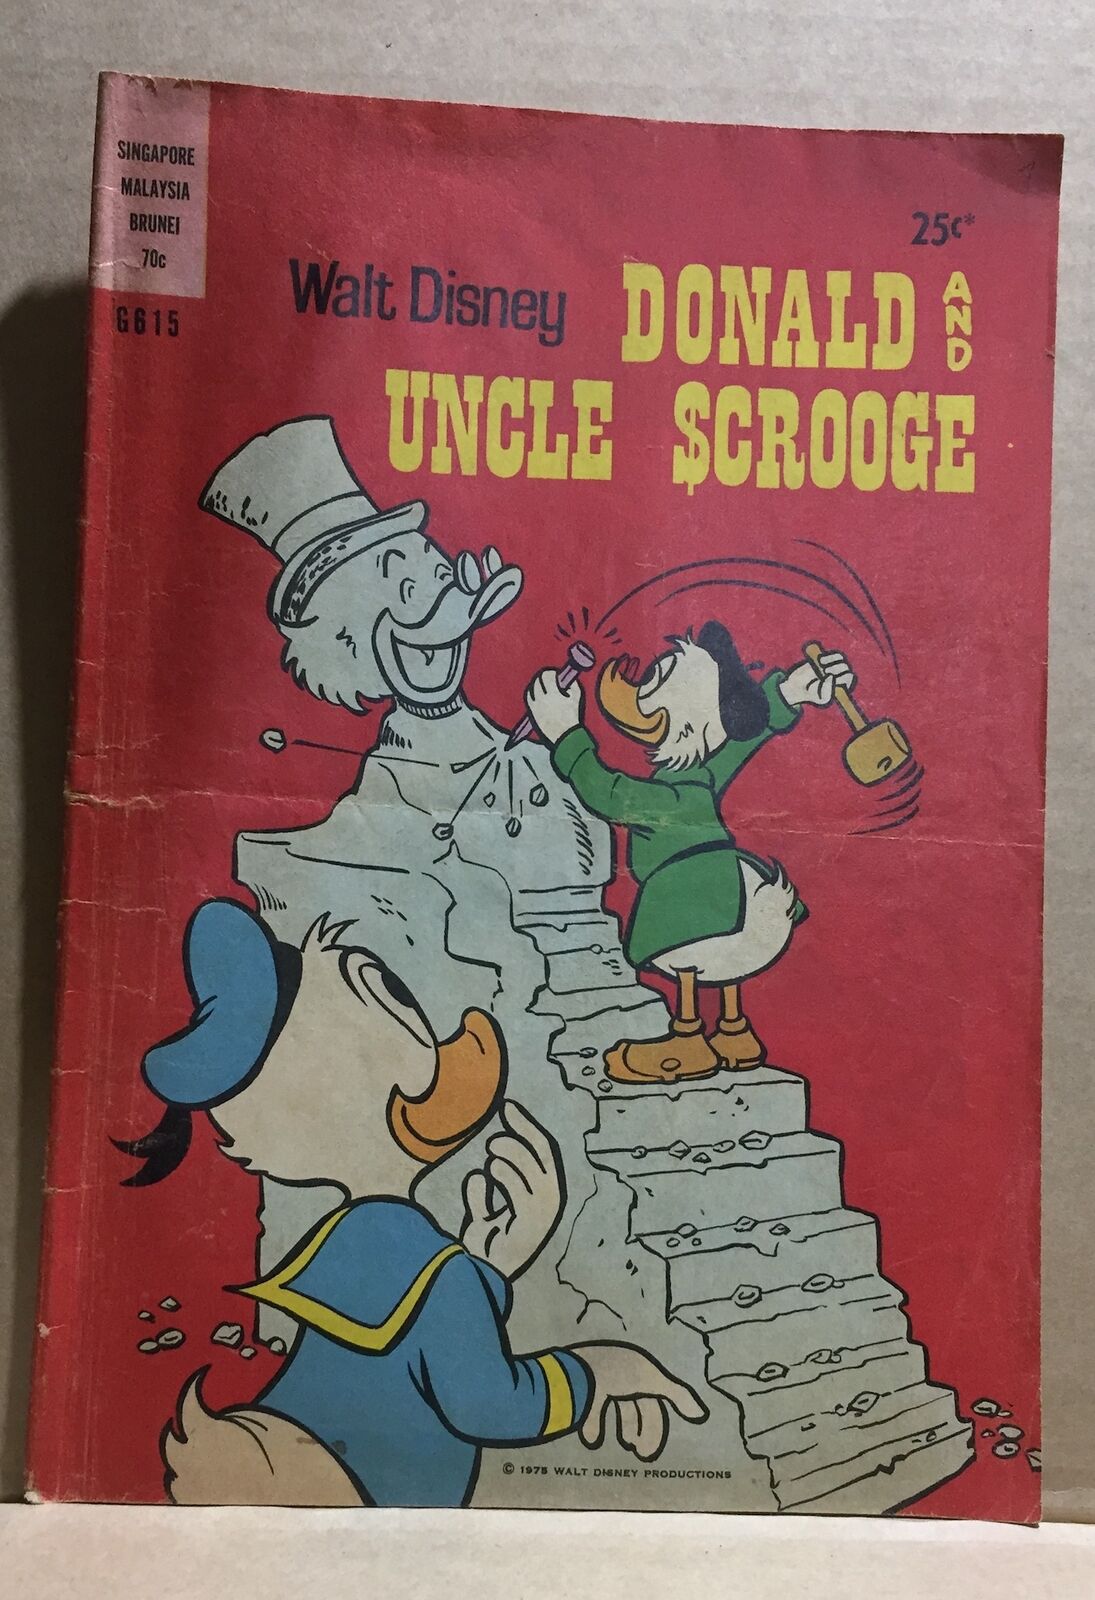 SINGAPORE
MALAYSIA
BRUNEI
70c
G615
25c*
Walt Disney DONALD AND
UNCLE $CROOGE
© 1975 WALT DISNEY PRODUCTIONS